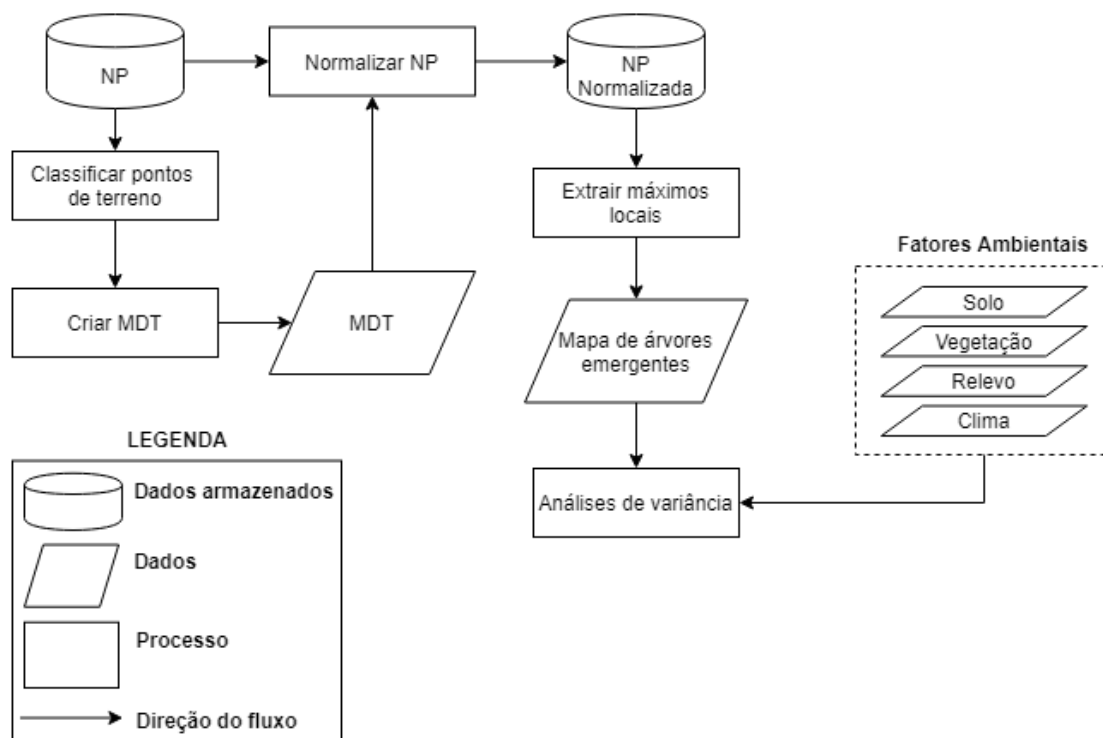 NP
Normalizar NP
NP
Normalizada
Classificar pontos
de terreno
Extrair máximos
locais
Criar MDT
MDT
Mapa de árvores
emergentes
Fatores Ambientais
Solo
Vegetação
Relevo
Clima
Análises de variância
LEGENDA
Dados armazenados
Dados
Processo
Direção do fluxo